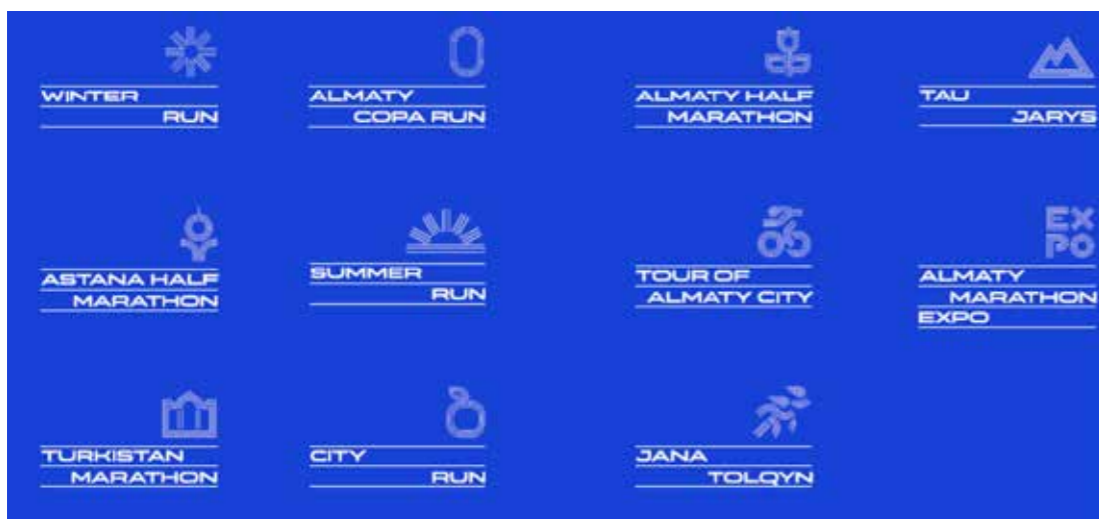 WINTER
RUN
ALMATY
COPA RUN
ALMATY HALF
MARATHON
TAU
JARYS
ASTANA HALF
MARATHON
SUMMER
RUN
TOUR OF
ALMATY CITY
EX
PO
ALMATY
MARATHON
EXPO
TURKISTAN
MARATHON
CITY
RUN
JANA
TOLQYN